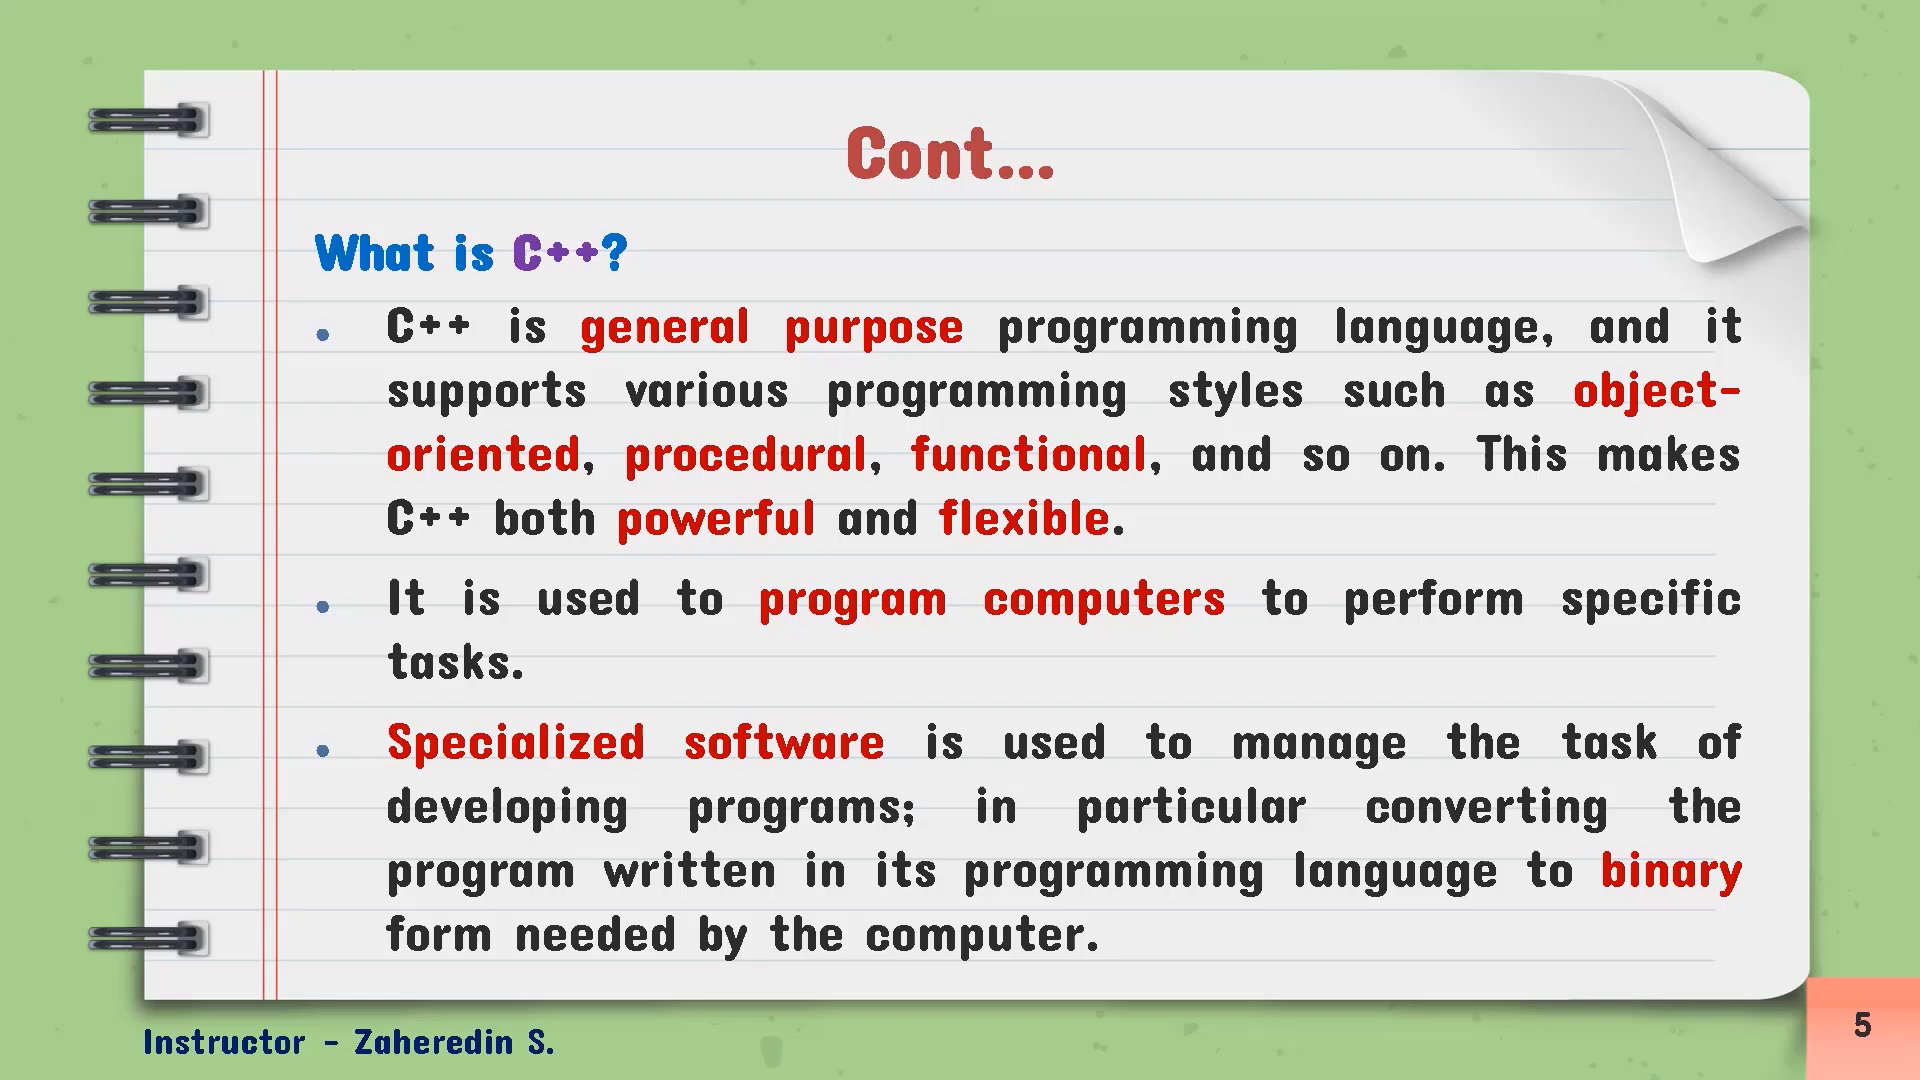 Cont...
What is C++?
• C++ is general purpose programming language, and it
supports various programming styles such as object-
oriented, procedural, functional, and so on. This makes
C++ both powerful and flexible.
• It is used to program computers to perform specific
tasks.
• Specialized software is used to manage the task of
developing programs; in particular converting the
program written in its programming language to binary
form needed by the computer.
Instructor - Zaheredin S.
5